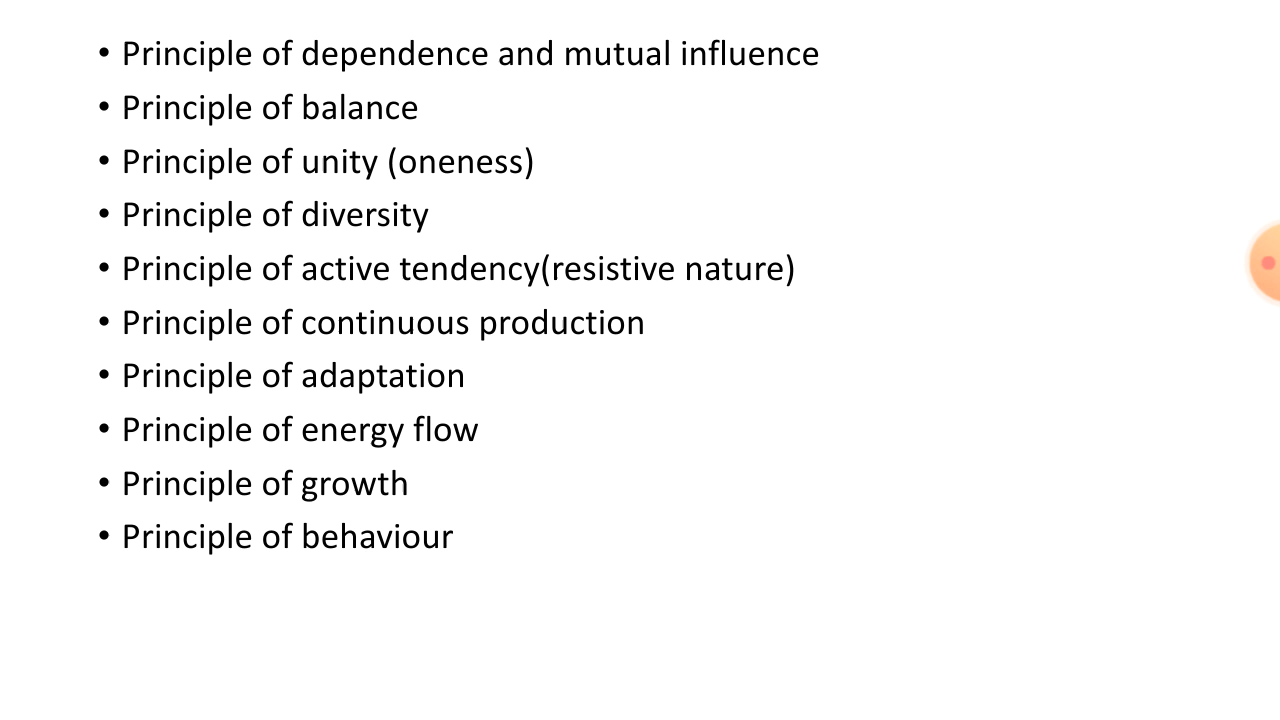 • Principle of dependence and mutual influence
• Principle of balance
• Principle of unity (oneness)
• Principle of diversity
• Principle of active tendency(resistive nature)
• Principle of continuous production
• Principle of adaptation
• Principle of energy flow
• Principle of growth
• Principle of behaviour